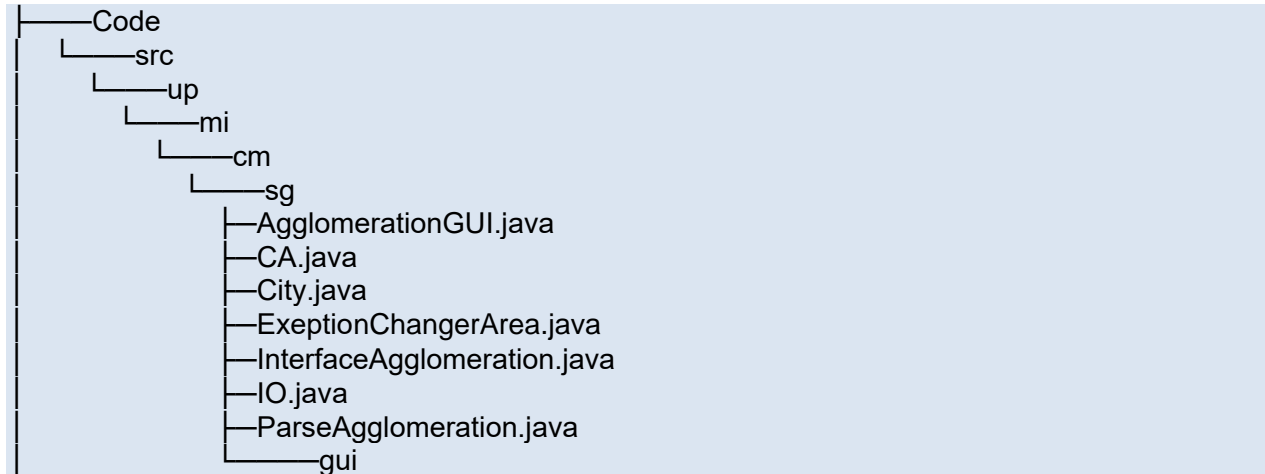 ├────Code
│ └────src
│ └────up
│ └────mi
│ └────cm
│ └────sg
│ ├──AgglomerationGUI.java
│ ├──CA.java
│ ├──City.java
│ ├──ExeptionChangerArea.java
│ ├──InterfaceAgglomeration.java
│ ├──IO.java
│ ├──ParseAgglomeration.java
│ └─────gui